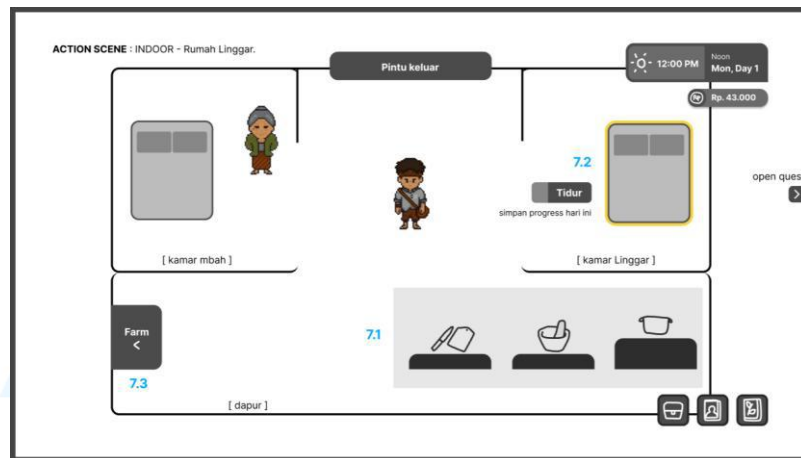 ACTION SCENE : INDOOR - Rumah Linggar.
Pintu keluar
12:00 PM
Noon
Mon, Day 1
Rp
Rp. 43.000
7.2
Tidur
simpan progress hari ini
open ques
>
[ kamar mbah ]
[ kamar Linggar ]
Farm
<
7.1
7.3
[ dapur ]